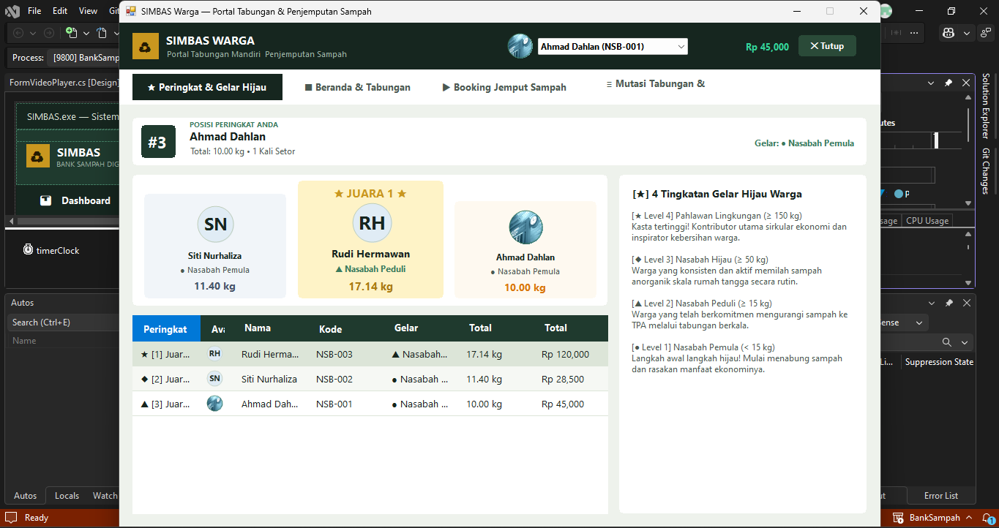 File Edit View Git
SIMBAS Warga — Portal Tabungan & Penjemputan Sampah
Process: [9800] BankSamp
SIMBAS WARGA
Portal Tabungan Mandiri Penjemputan Sampah
Ahmad Dahlan (NSB-001)
Rp 45,000
✕ Tutup
FormVideoPlayer.cs [Design]
★ Peringkat & Gelar Hijau
■ Beranda & Tabungan
▶ Booking Jemput Sampah
≡ Mutasi Tabungan &
SIMBAS.exe — Sistem
SIMBAS
BANK SAMPAH DIG
Dashboard
timerClock
#3
POSISI PERINGKAT ANDA
Ahmad Dahlan
Total: 10.00 kg • 1 Kali Setor
Gelar: ● Nasabah Pemula
SN
Siti Nurhaliza
● Nasabah Pemula
11.40 kg
★ JUARA 1 ★
RH
Rudi Hermawan
▲ Nasabah Peduli
17.14 kg
Ahmad Dahlan
● Nasabah Pemula
10.00 kg
[★] 4 Tingkatan Gelar Hijau Warga
[★ Level 4] Pahlawan Lingkungan (≥ 150 kg)
Kasta tertinggi! Kontributor utama sirkular ekonomi dan
inspirator kebersihan warga.
[◆ Level 3] Nasabah Hijau (≥ 50 kg)
Warga yang konsisten dan aktif memilah sampah
anorganik skala rumah tangga secara rutin.
[▲ Level 2] Nasabah Peduli (≥ 15 kg)
Warga yang telah berkomitmen mengurangi sampah ke
TPA melalui tabungan berkala.
[● Level 1] Nasabah Pemula (< 15 kg)
Langkah awal langkah hijau! Mulai menabung sampah
dan rasakan manfaat ekonominya.
Peringkat Ava Nama Kode Gelar Total Total
★ [1] Juar... RH Rudi Herma... NSB-003 ▲ Nasabah... 17.14 kg Rp 120,000
◆ [2] Juar... SN Siti Nurhaliza NSB-002 ● Nasabah ... 11.40 kg Rp 28,500
▲ [3] Juar... Ahmad Dah... NSB-001 ● Nasabah ... 10.00 kg Rp 45,000
Autos
Search (Ctrl+E)
Name
Autos Locals Watch
Ready
utes
P
sage CPU Usage
ense
Li... Suppression State
ut Error List
BankSampah
1
Solution Explorer
Git Changes